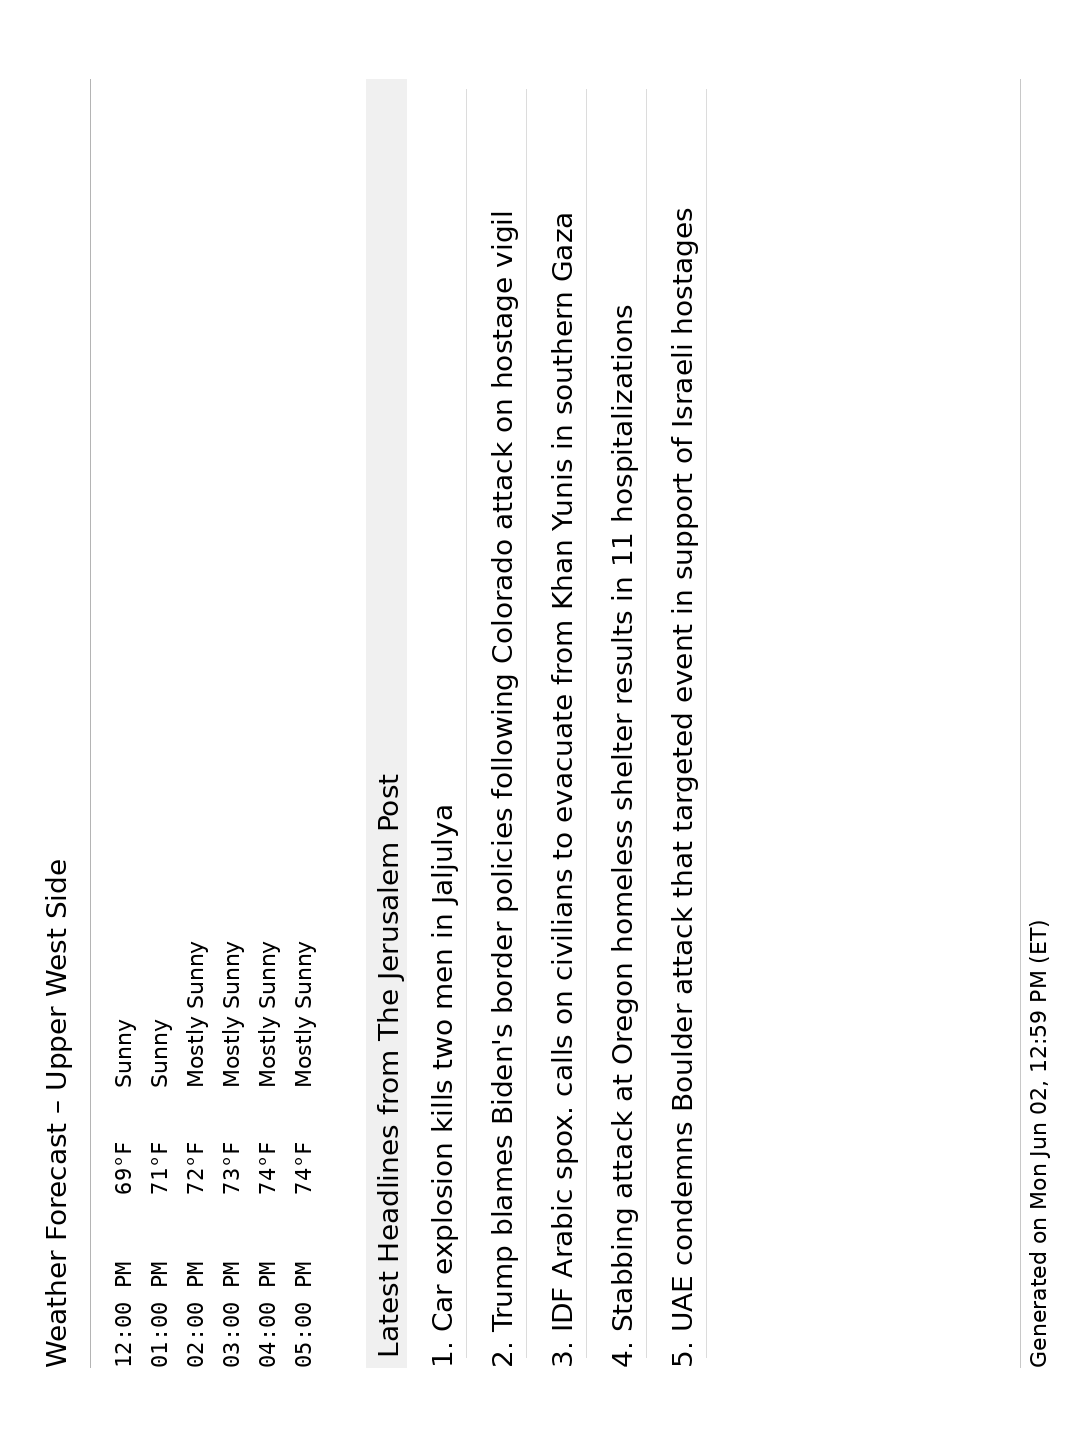 Weather Forecast – Upper West Side
12:00 PM 69°F Sunny
01:00 PM 71°F Sunny
02:00 PM 72°F Mostly Sunny
03:00 PM 73°F Mostly Sunny
04:00 PM 74°F Mostly Sunny
05:00 PM 74°F Mostly Sunny
Latest Headlines from The Jerusalem Post
1. Car explosion kills two men in Jaljulya
2. Trump blames Biden's border policies following Colorado attack on hostage vigil
3. IDF Arabic spox. calls on civilians to evacuate from Khan Yunis in southern Gaza
4. Stabbing attack at Oregon homeless shelter results in 11 hospitalizations
5. UAE condemns Boulder attack that targeted event in support of Israeli hostages
Generated on Mon Jun 02, 12:59 PM (ET)